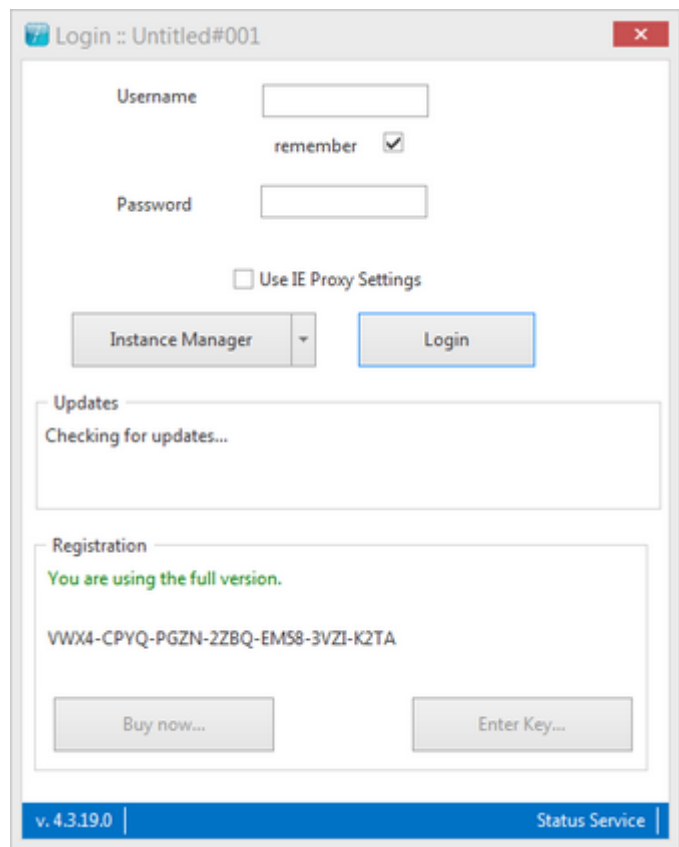 Login :: Untitled#001
Username
remember
Password
Use IE Proxy Settings
Instance Manager
Login
Updates
Checking for updates...
Registration
You are using the full version.
VWX4-CPYQ-PGZN-2ZBQ-EM58-3VZI-K2TA
Buy now...
Enter Key...
v. 4.3.19.0
Status Service